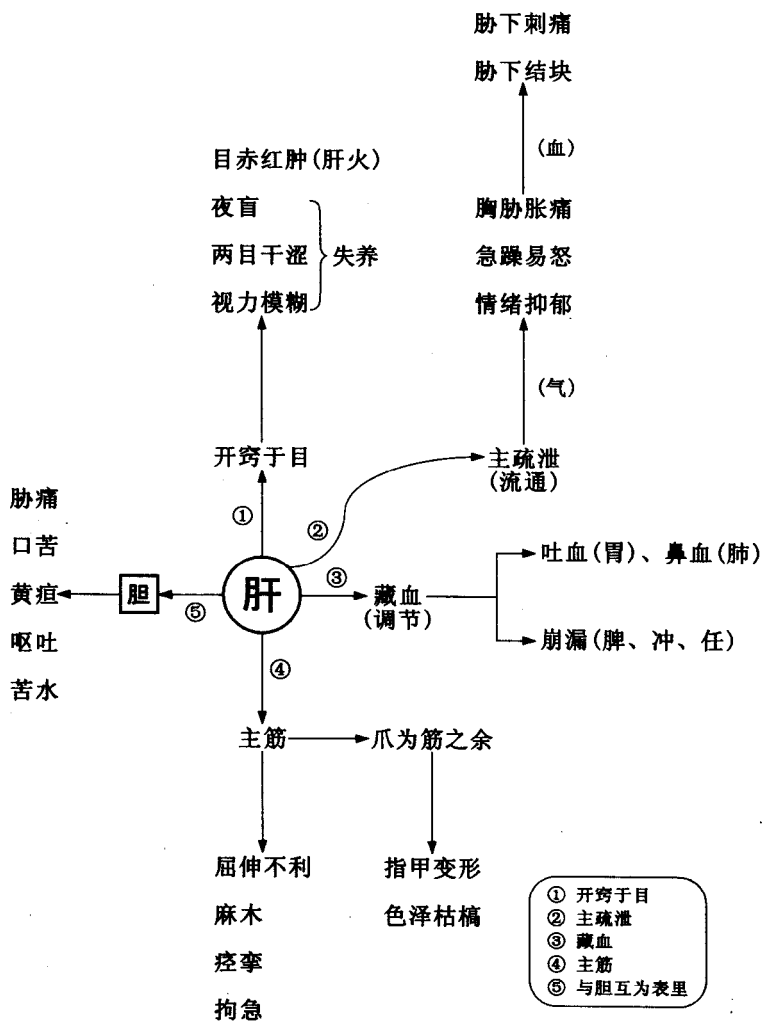 胁下刺痛
胁下结块
(血)
目赤红肿(肝火)
夜盲
两目干涩
视力模糊
失养
胸胁胀痛
急躁易怒
情绪抑郁
(气)
开窍于目
主疏泄
(流通)
①
②
胁痛
口苦
黄疸
呕吐
苦水
胆
⑤
肝
③
藏血
(调节)
吐血(胃)、鼻血(肺)
崩漏(脾、冲、任)
④
主筋
爪为筋之余
屈伸不利
麻木
痉挛
拘急
指甲变形
色泽枯槁
① 开窍于目
② 主疏泄
③ 藏血
④ 主筋
⑤ 与胆互为表里